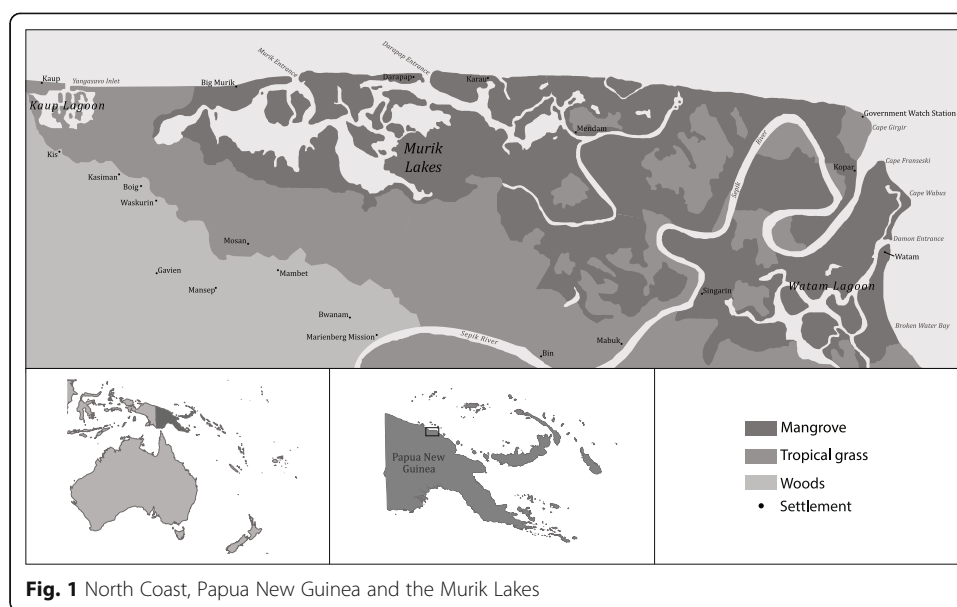 Murik Entrance
Darapap Entrance
Kaup
Yangasavo Inlet
Big Murik
Darapap
Karau
Kaup Lagoon
Government Watch Station
Cape Girgir
Mendam
Murik
Lakes
Kis
Sepik River
Kopar
Cape Franseski
Kasiman
Boig
Cape Wabus
Waskurin
Mosan
Damon Entrance
Watam
Gavien
Mambet
Mansep
Singarin
Watam Lagoon
Bwanam
Broken Water Bay
Marienberg Mission
Sepik River
Mabuk
Bin
Papua New
Guinea
Mangrove
Tropical grass
Woods
Settlement
Fig. 1 North Coast, Papua New Guinea and the Murik Lakes